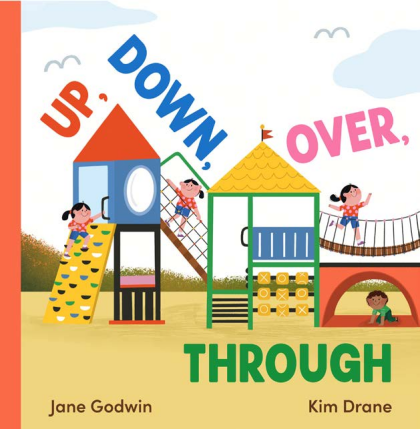 UP,
DOWN,
OVER,
THROUGH
Jane Godwin
Kim Drane